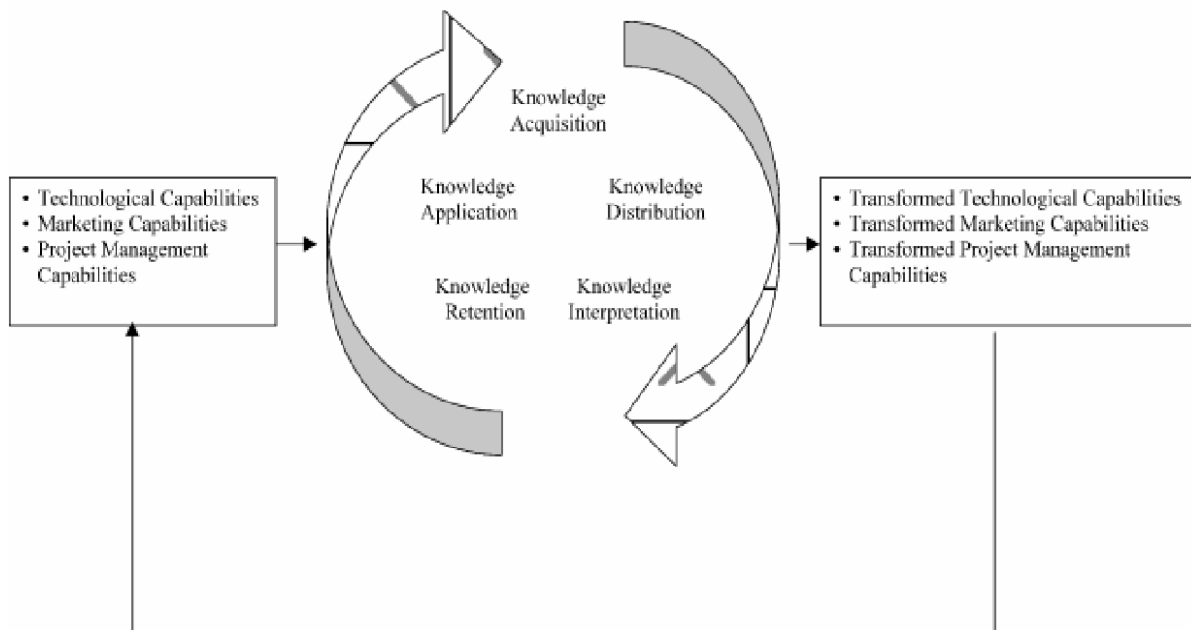 Knowledge
Acquisition
Knowledge
Application
Knowledge
Distribution
Knowledge
Retention
Knowledge
Interpretation
• Technological Capabilities
• Marketing Capabilities
• Project Management
Capabilities
• Transformed Technological Capabilities
• Transformed Marketing Capabilities
• Transformed Project Management
Capabilities